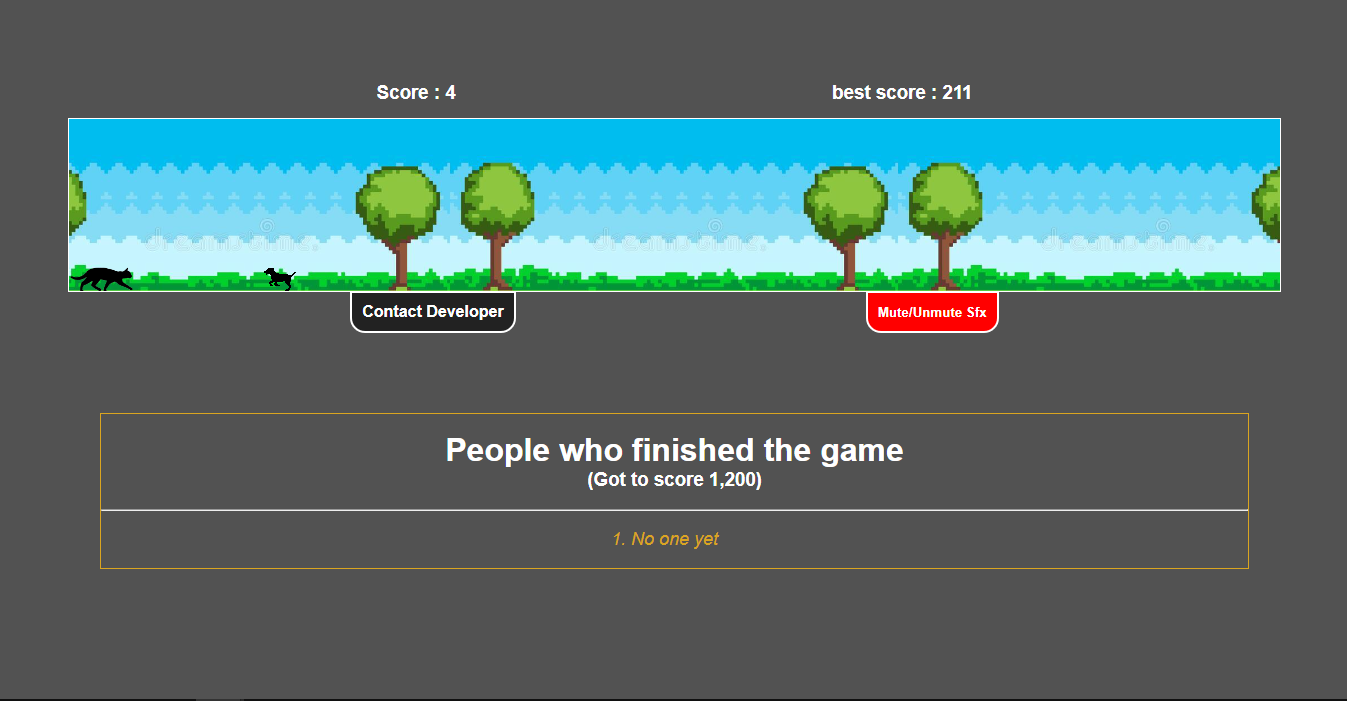 Score : 4
best score : 211
Contact Developer
Mute/Unmute Sfx
People who finished the game
(Got to score 1,200)
1. No one yet